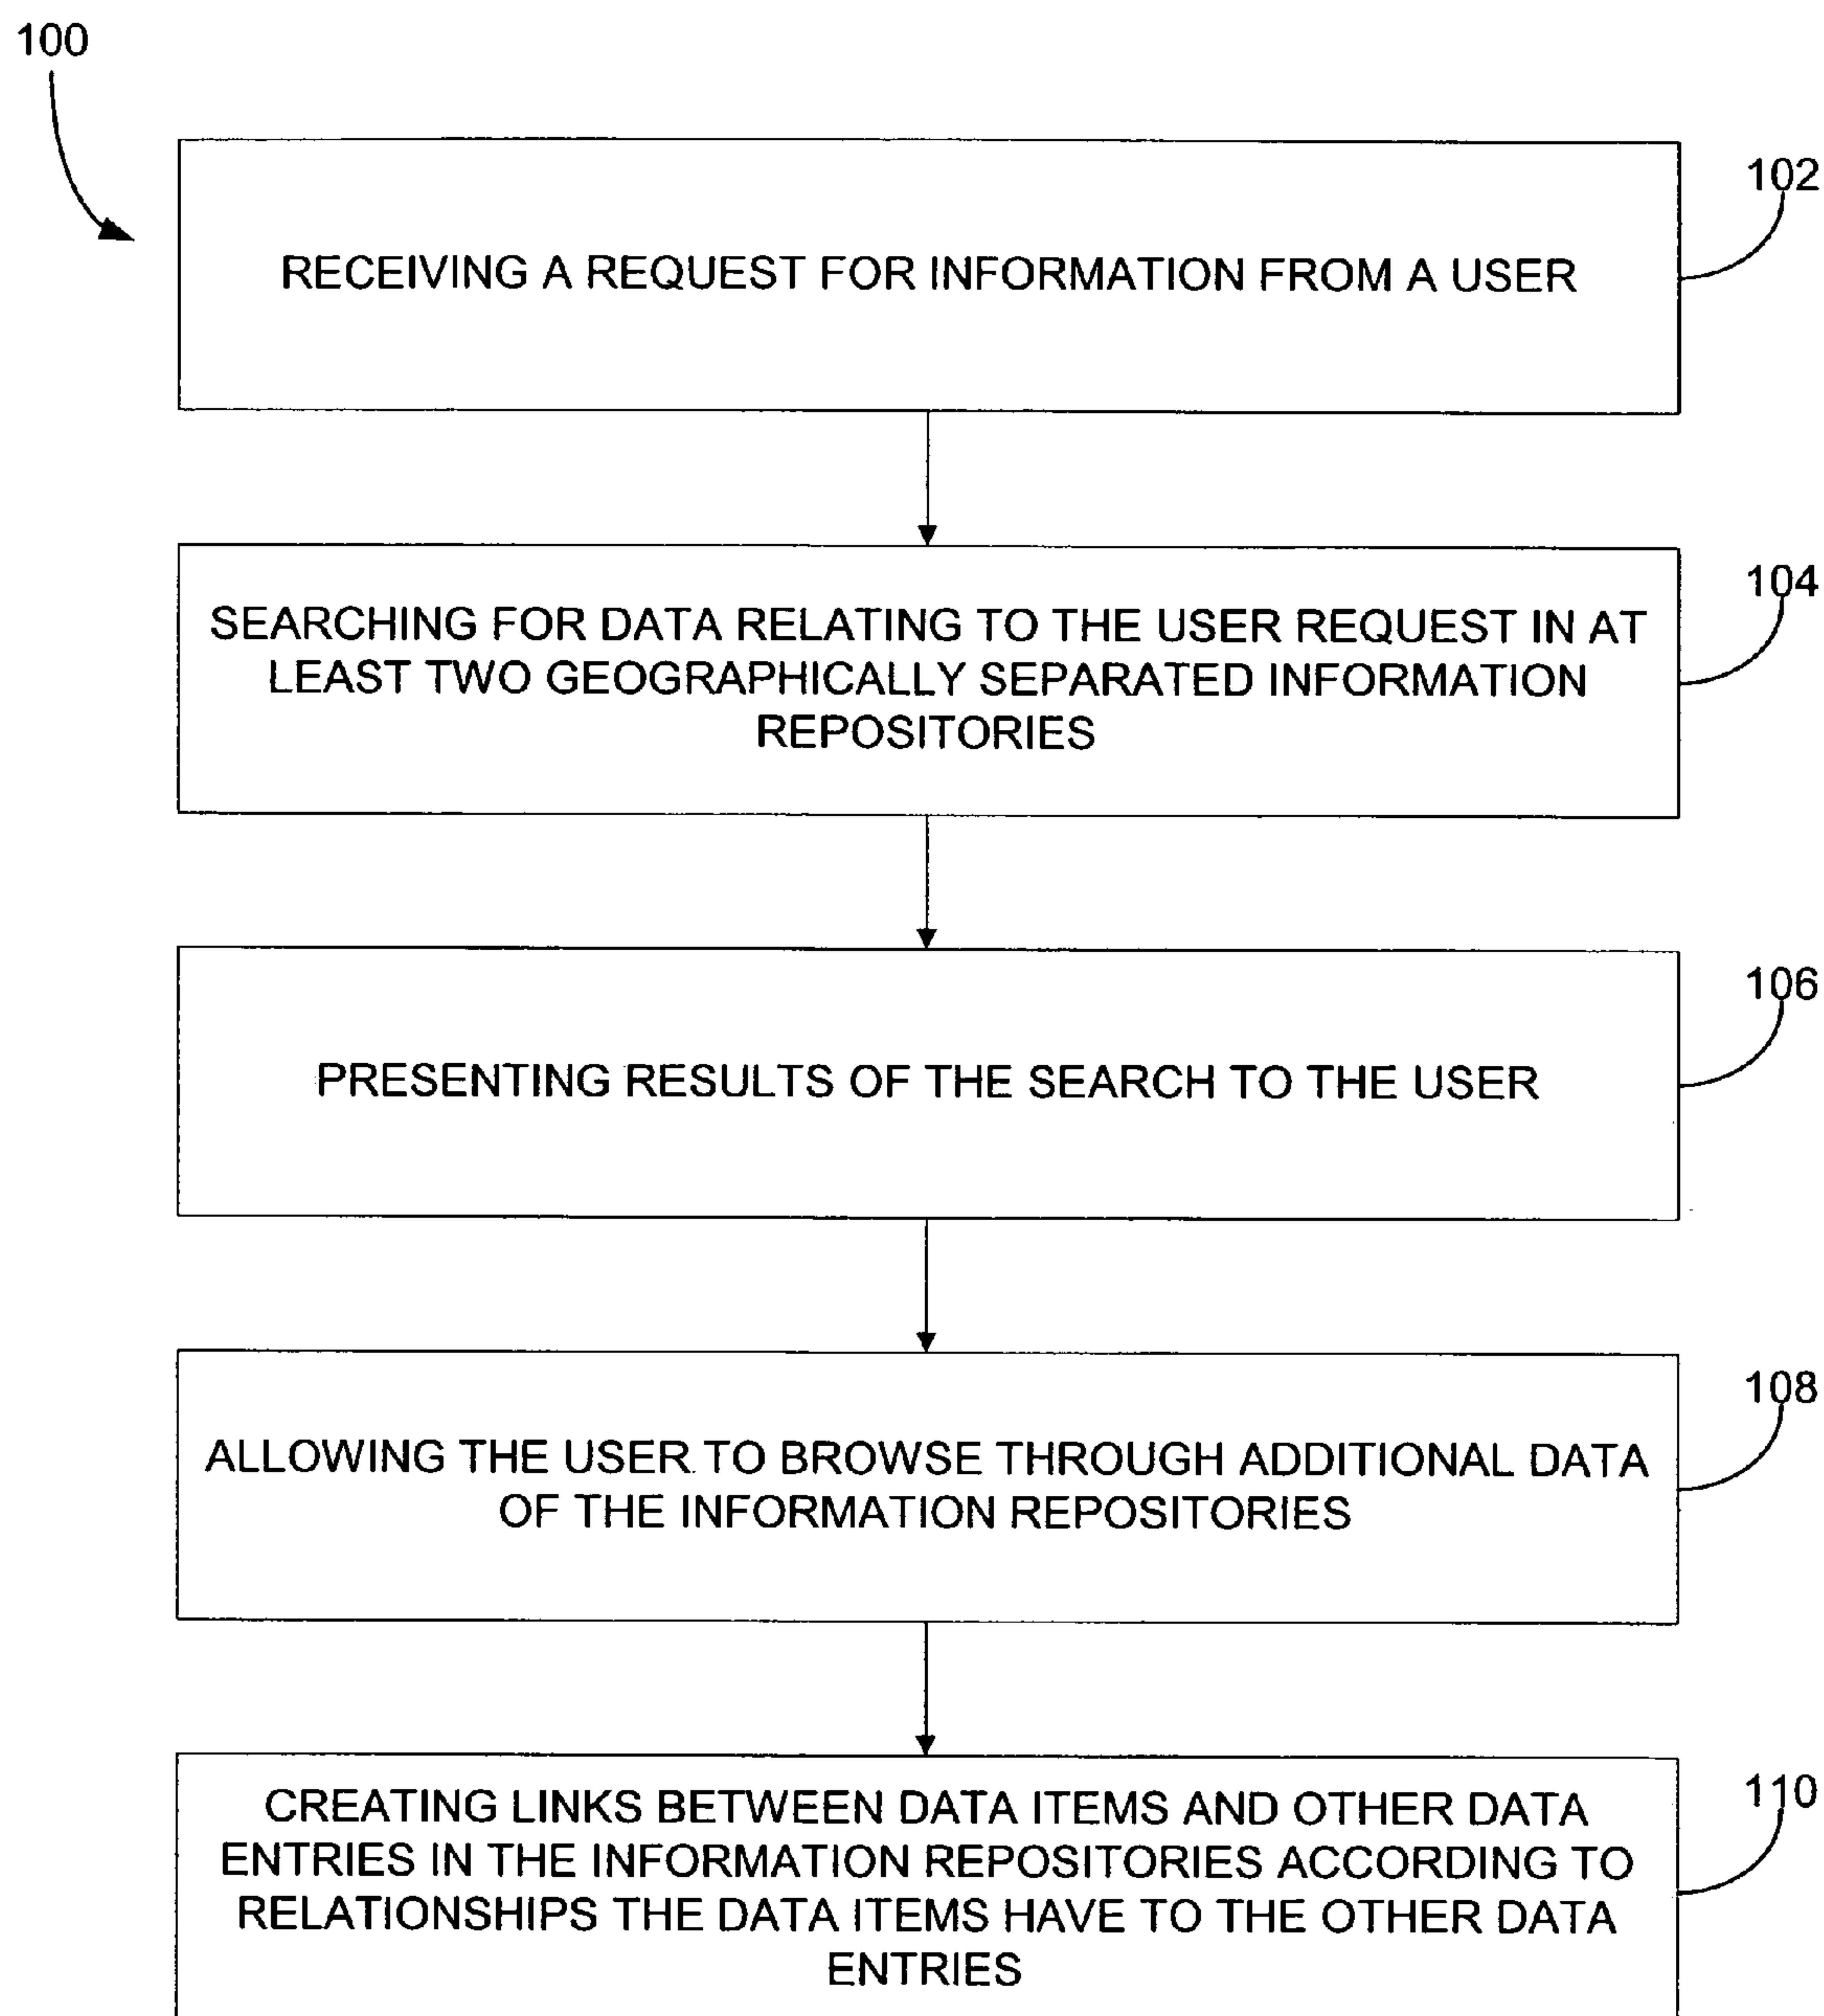 100
102
RECEIVING A REQUEST FOR INFORMATION FROM A USER
104
SEARCHING FOR DATA RELATING TO THE USER REQUEST IN AT
LEAST TWO GEOGRAPHICALLY SEPARATED INFORMATION
REPOSITORIES
106
PRESENTING RESULTS OF THE SEARCH TO THE USER
108
ALLOWING THE USER TO BROWSE THROUGH ADDITIONAL DATA
OF THE INFORMATION REPOSITORIES
110
CREATING LINKS BETWEEN DATA ITEMS AND OTHER DATA
ENTRIES IN THE INFORMATION REPOSITORIES ACCORDING TO
RELATIONSHIPS THE DATA ITEMS HAVE TO THE OTHER DATA
ENTRIES